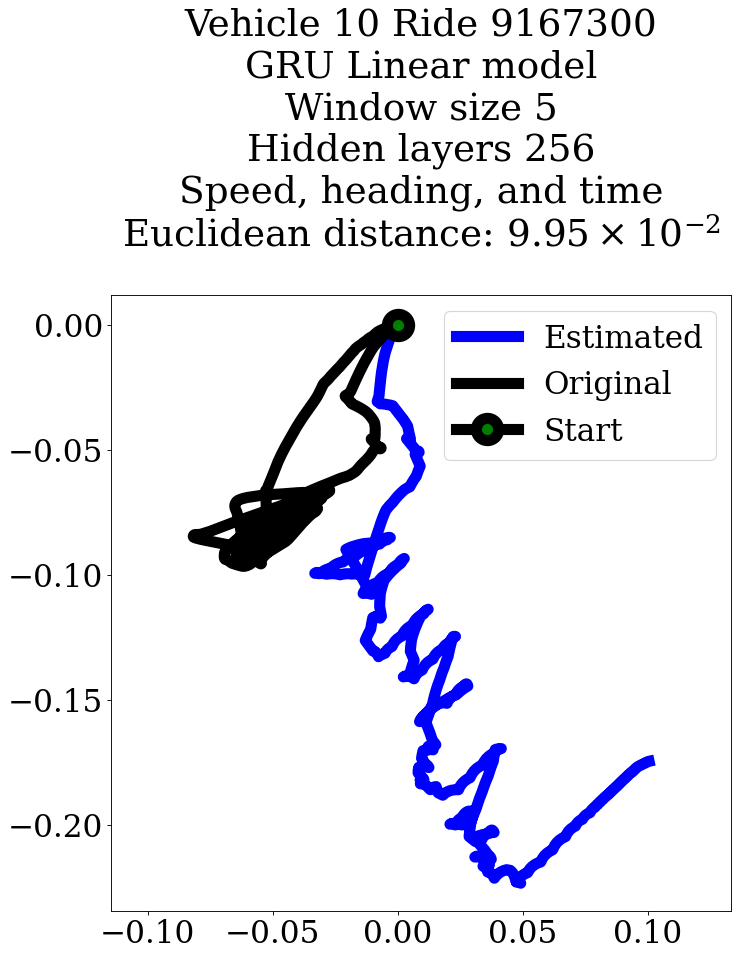 Vehicle 10 Ride 9167300
GRU Linear model
Window size 5
Hidden layers 256
Speed, heading, and time
Euclidean distance: 9.95 × 10⁻²
Estimated
Original
Start
0.00
−0.05
−0.10
−0.15
−0.20
−0.10 −0.05 0.00 0.05 0.10